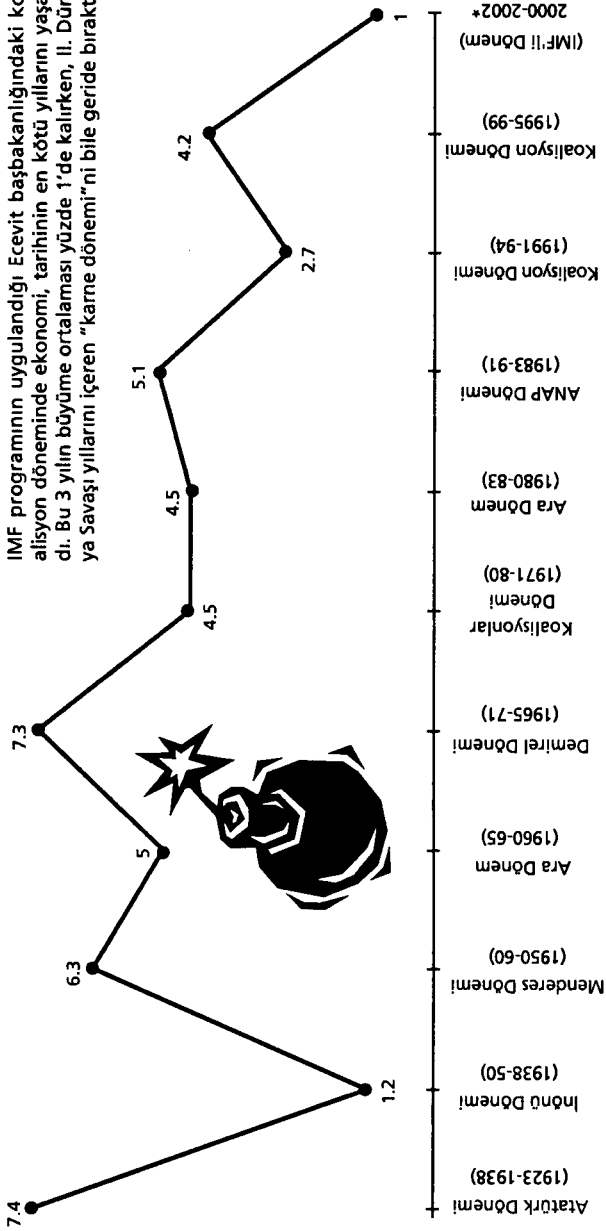 IMF programının uygulandığı Ecevit başbakanlığındaki ko-
alisyon döneminde ekonomi, tarihinin en kötü yıllarını yaşa-
dı. Bu 3 yılın büyüme ortalaması yüzde 1'de kalırken, II. Dün-
ya Savaşı yıllarını içeren "karne dönemi"ni bile geride bıraktı
7.4
1.2
6.3
5
7.3
4.5
4.5
5.1
2.7
4.2
1
Atatürk Dönemi
(1923-1938)
Inönü Dönemi
(1938-50)
Menderes Dönemi
(1950-60)
Ara Dönem
(1960-65)
Demirel Dönemi
(1965-71)
Koalisyonlar
Dönemi
(1971-80)
Ara Dönem
(1980-83)
ANAP Dönemi
(1983-91)
Koalisyon Dönemi
(1991-94)
Koalisyon Dönemi
(1995-99)
(IMF'li Dönem)
2000-2002*